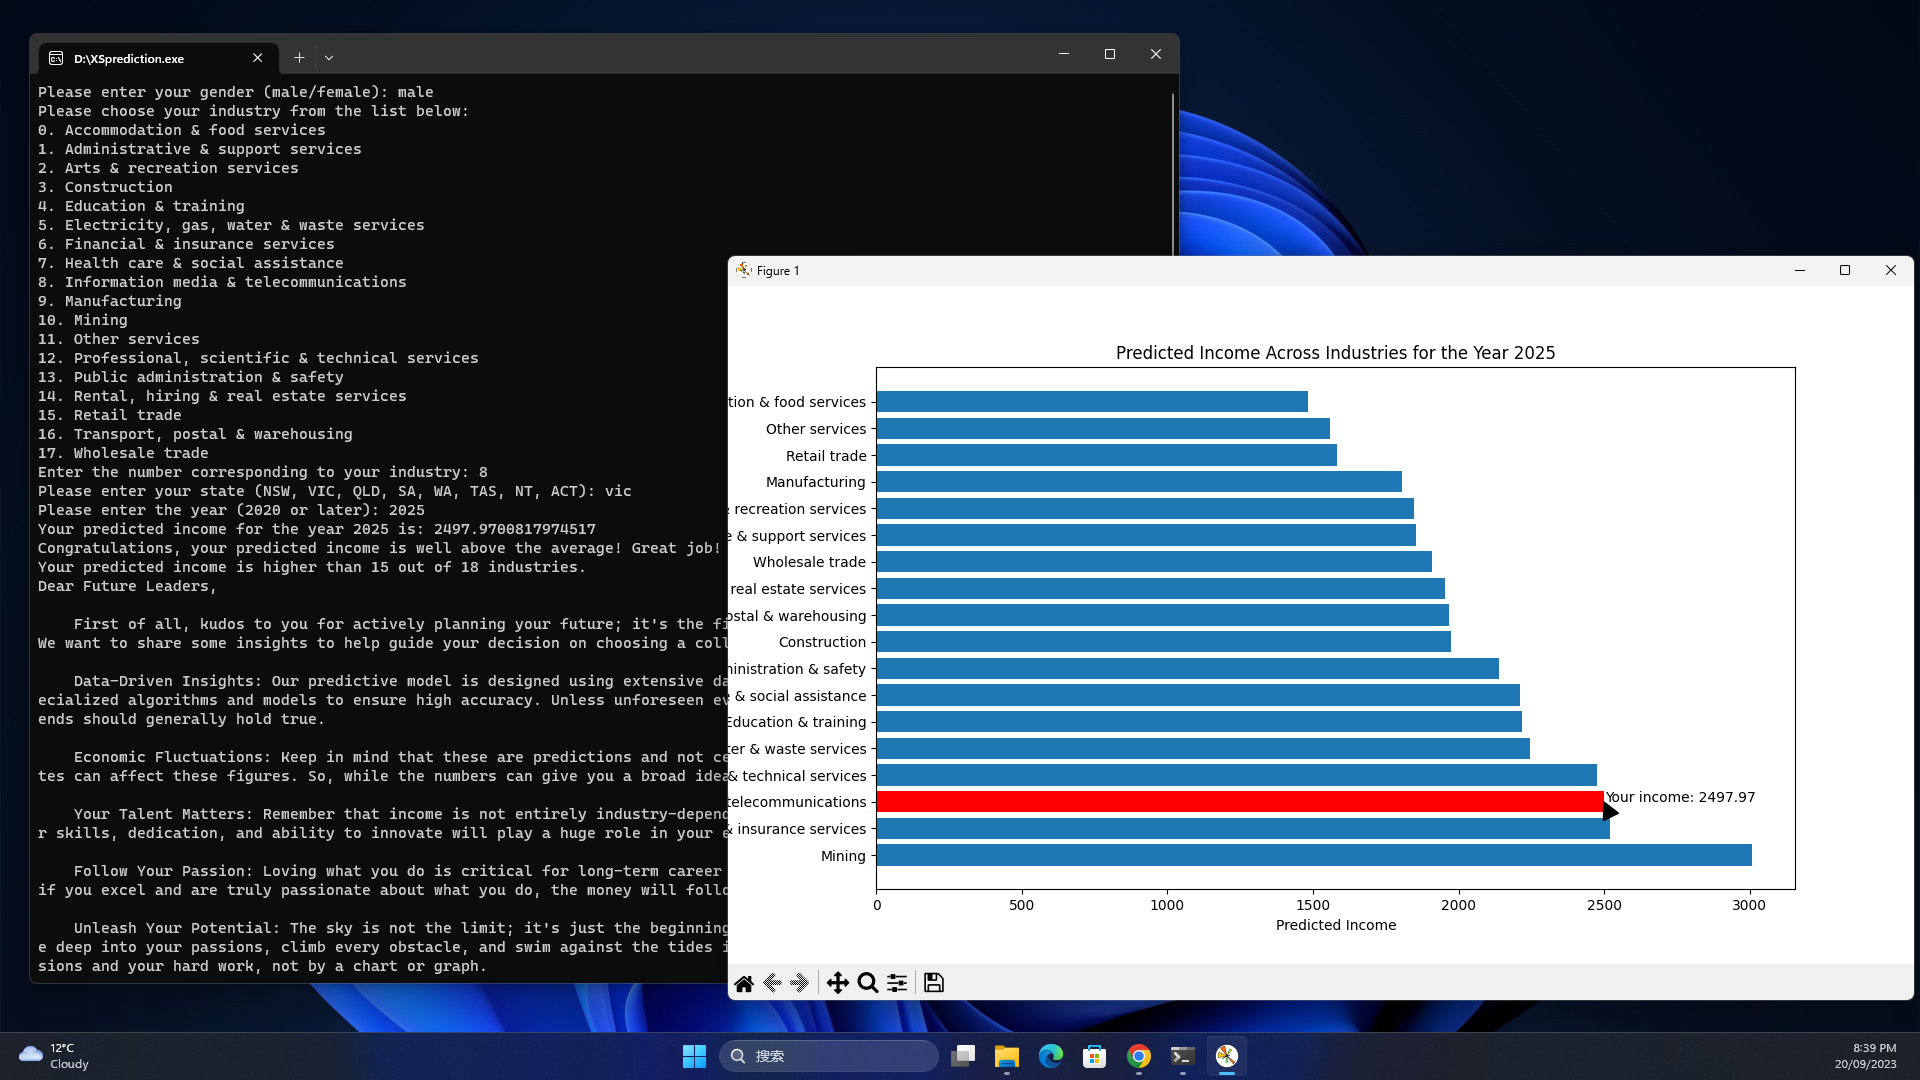 D:\XSprediction.exe
Please enter your gender (male/female): male
Please choose your industry from the list below:
0. Accommodation & food services
1. Administrative & support services
2. Arts & recreation services
3. Construction
4. Education & training
5. Electricity, gas, water & waste services
6. Financial & insurance services
7. Health care & social assistance
8. Information media & telecommunications
9. Manufacturing
10. Mining
11. Other services
12. Professional, scientific & technical services
13. Public administration & safety
14. Rental, hiring & real estate services
15. Retail trade
16. Transport, postal & warehousing
17. Wholesale trade
Enter the number corresponding to your industry: 8
Please enter your state (NSW, VIC, QLD, SA, WA, TAS, NT, ACT): vic
Please enter the year (2020 or later): 2025
Your predicted income for the year 2025 is: 2497.9700817974517
Congratulations, your predicted income is well above the average! Great job!
Your predicted income is higher than 15 out of 18 industries.
Dear Future Leaders,
First of all, kudos to you for actively planning your future; it's the fi
We want to share some insights to help guide your decision on choosing a coll
Data-Driven Insights: Our predictive model is designed using extensive da
ecialized algorithms and models to ensure high accuracy. Unless unforeseen ev
ends should generally hold true.
Economic Fluctuations: Keep in mind that these are predictions and not ce
tes can affect these figures. So, while the numbers can give you a broad idea
Your Talent Matters: Remember that income is not entirely industry-depend
r skills, dedication, and ability to innovate will play a huge role in your e
Follow Your Passion: Loving what you do is critical for long-term career
if you excel and are truly passionate about what you do, the money will follo
Unleash Your Potential: The sky is not the limit; it's just the beginning
e deep into your passions, climb every obstacle, and swim against the tides i
sions and your hard work, not by a chart or graph.
Figure 1
Predicted Income Across Industries for the Year 2025
tion & food services
Other services
Retail trade
Manufacturing
& recreation services
e & support services
Wholesale trade
real estate services
ostal & warehousing
Construction
ministration & safety
e & social assistance
Education & training
ter & waste services
& technical services
telecommunications
Your income: 2497.97
& insurance services
Mining
0 500 1000 1500 2000 2500 3000
Predicted Income
12°C
Cloudy
搜索
8:39 PM
20/09/2023